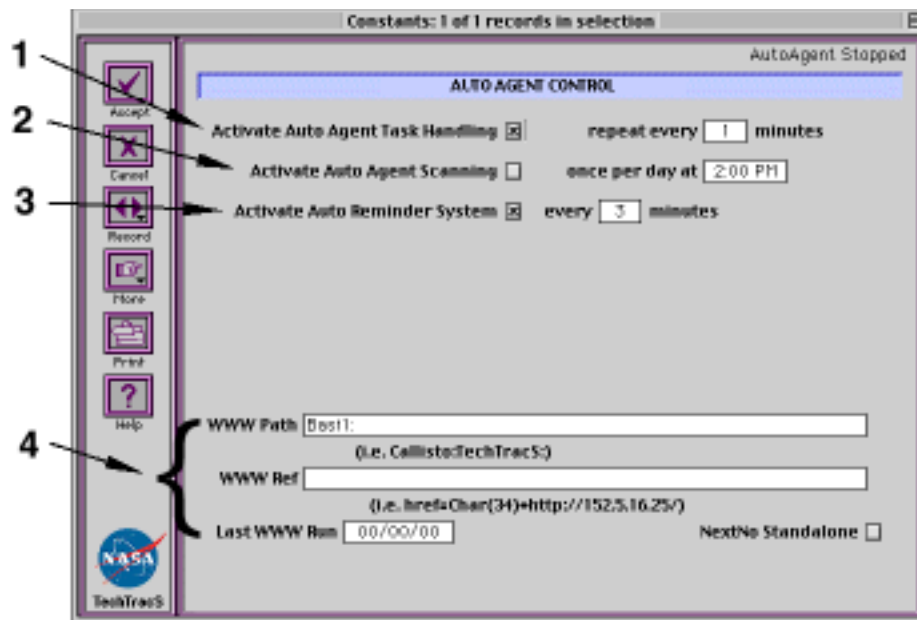 Constants: 1 of 1 records in selection
AutoAgent Stopped
AUTO AGENT CONTROL
1
Accept
Activate Auto Agent Task Handling repeat every 1 minutes
2
Cancel
Activate Auto Agent Scanning once per day at 2:00 PM
3
Record
Activate Auto Reminder System every 3 minutes
More
Print
?
Help
4
WWW Path Bast1:
(i.e. Callisto:TechTracS:)
WWW Ref
(i.e. href=Char(34)+http://152.5.16.25/)
Last WWW Run 00/00/00 NextNo Standalone
NASA
TechTracS